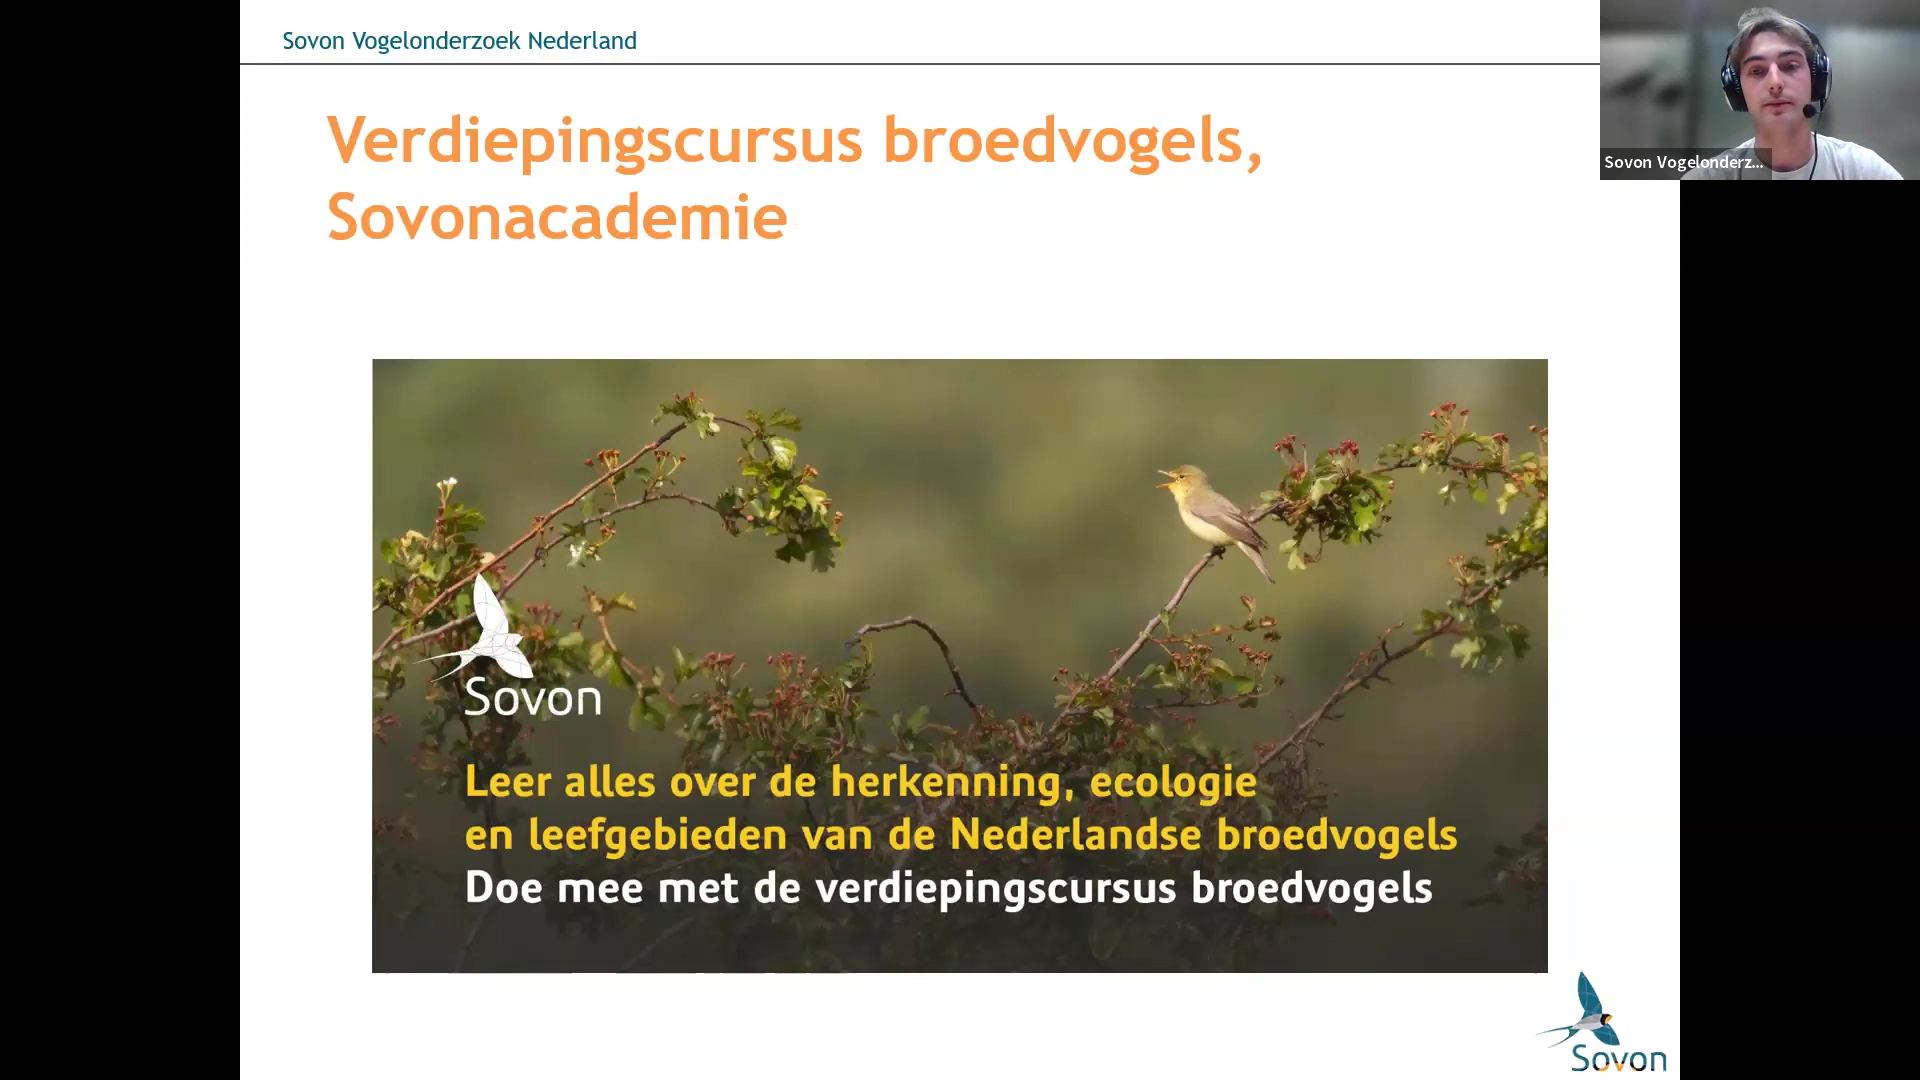 Sovon Vogelonderzoek Nederland
Sovon Vogelonderz...
Verdiepingscursus broedvogels,
Sovonacademie
Sovon
Leer alles over de herkenning, ecologie
en leefgebieden van de Nederlandse broedvogels
Doe mee met de verdiepingscursus broedvogels
Sovon